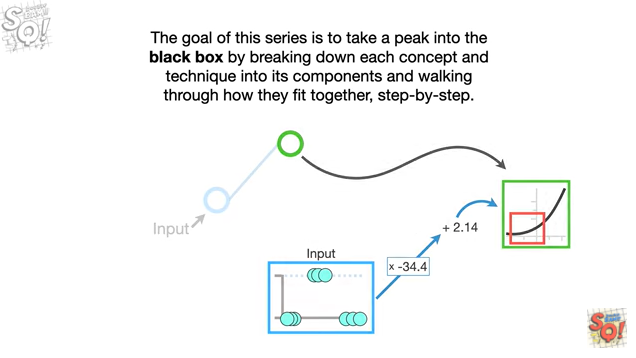 The goal of this series is to take a peak into the
black box by breaking down each concept and
technique into its components and walking
through how they fit together, step-by-step.
Input
Input
x -34.4
+ 2.14